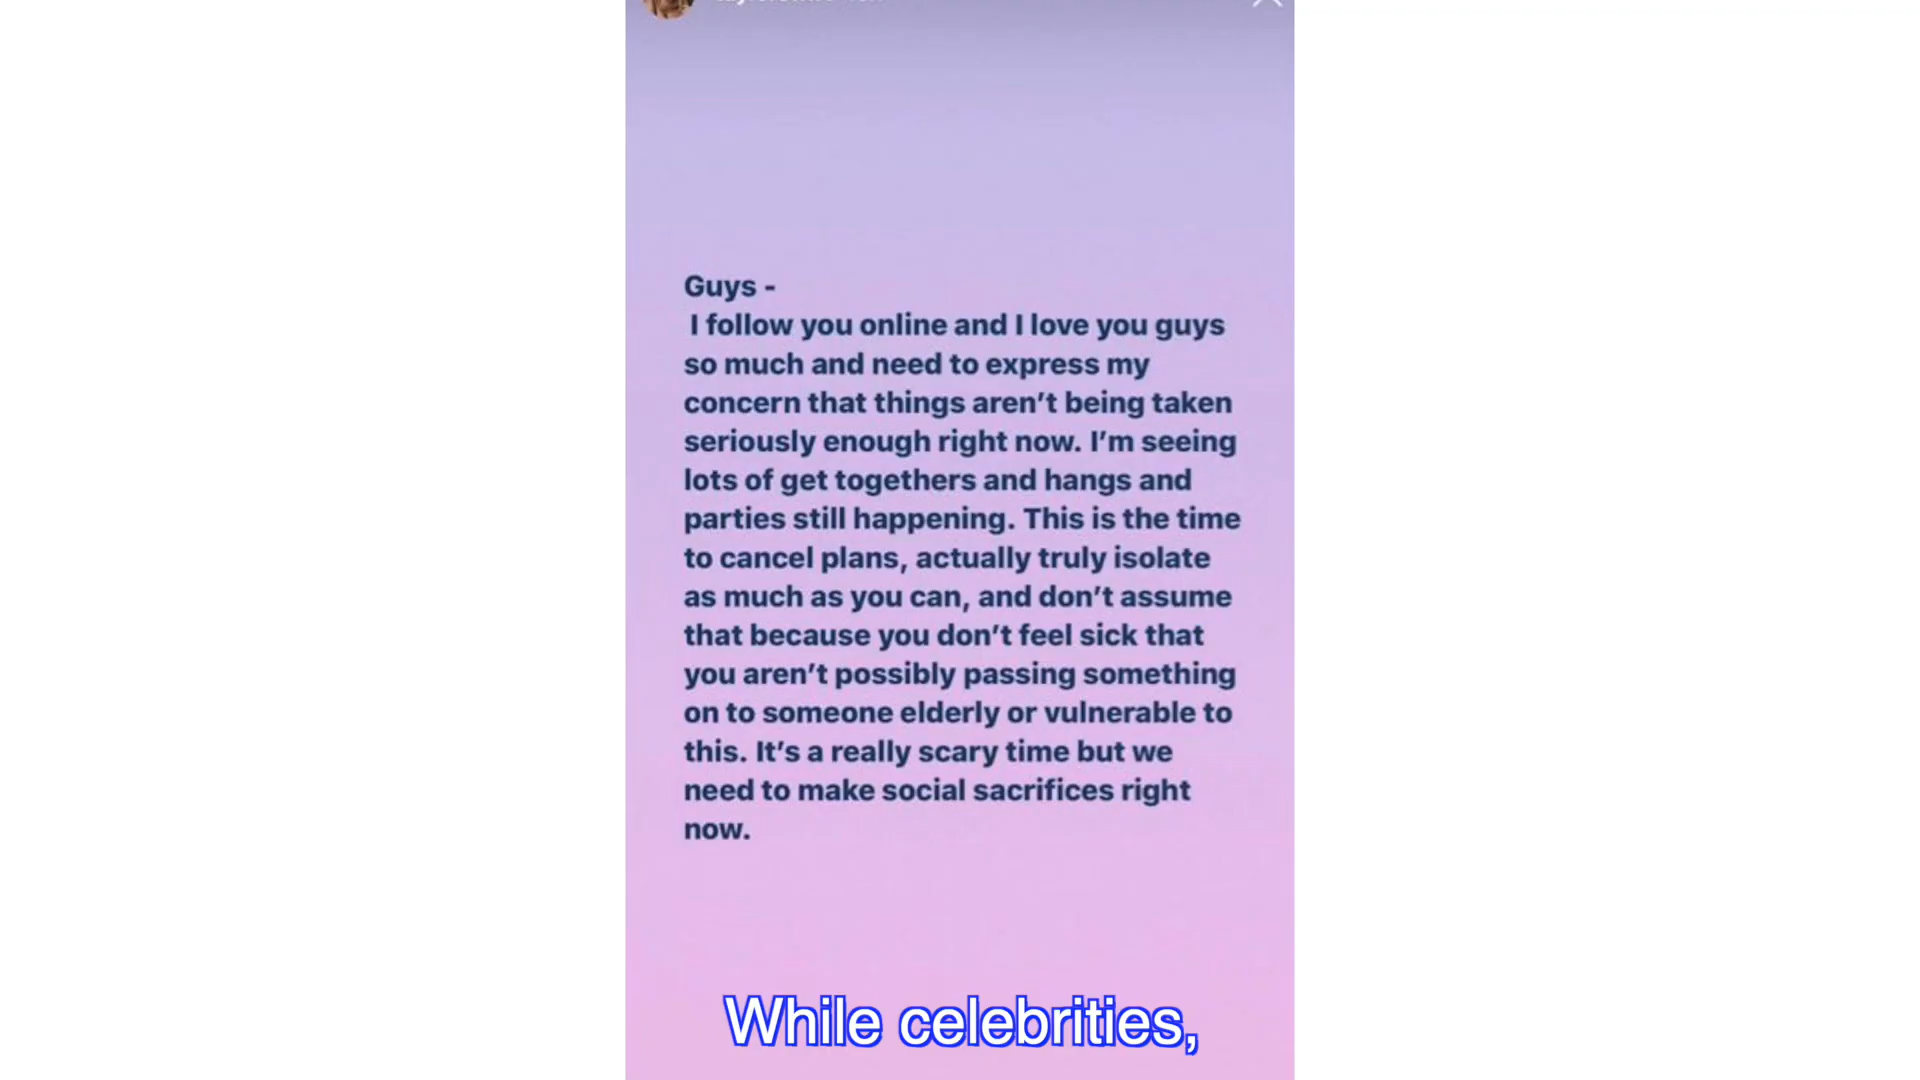 Guys -
I follow you online and I love you guys
so much and need to express my
concern that things aren’t being taken
seriously enough right now. I’m seeing
lots of get togethers and hangs and
parties still happening. This is the time
to cancel plans, actually truly isolate
as much as you can, and don’t assume
that because you don’t feel sick that
you aren’t possibly passing something
on to someone elderly or vulnerable to
this. It’s a really scary time but we
need to make social sacrifices right
now.
While celebrities,